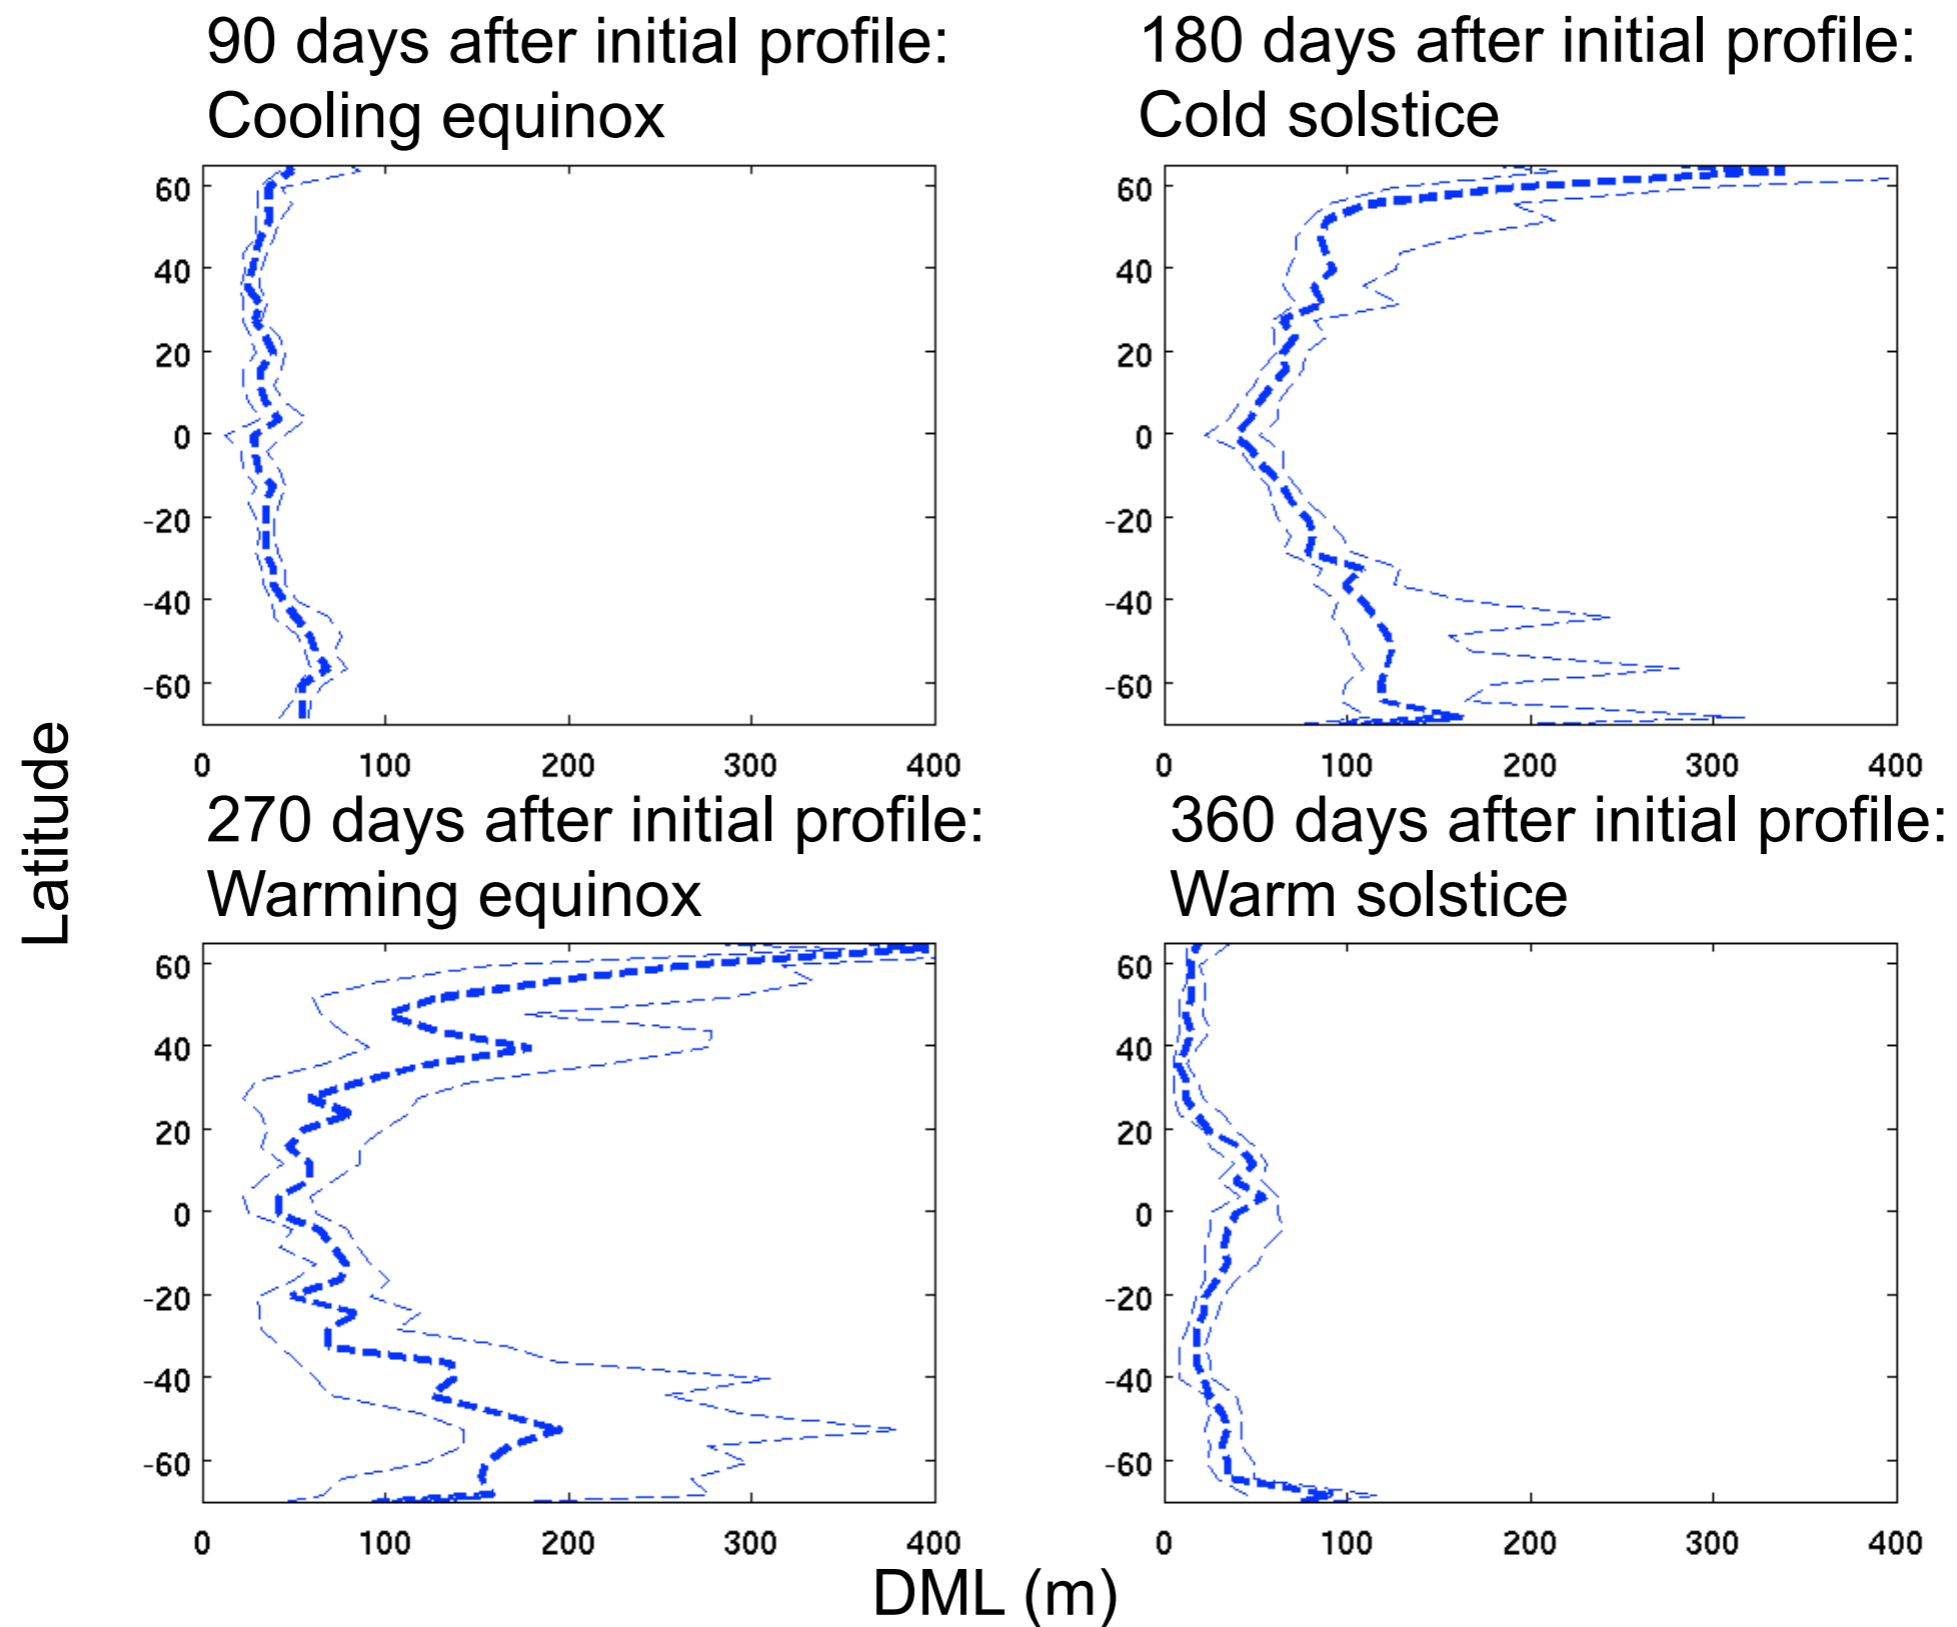 90 days after initial profile:
Cooling equinox
180 days after initial profile:
Cold solstice
60
40
20
0
-20
-40
-60
0 100 200 300 400
60
40
20
0
-20
-40
-60
0 100 200 300 400
Latitude
270 days after initial profile:
Warming equinox
360 days after initial profile:
Warm solstice
60
40
20
0
-20
-40
-60
0 100 200 300 400
60
40
20
0
-20
-40
-60
0 100 200 300 400
DML (m)